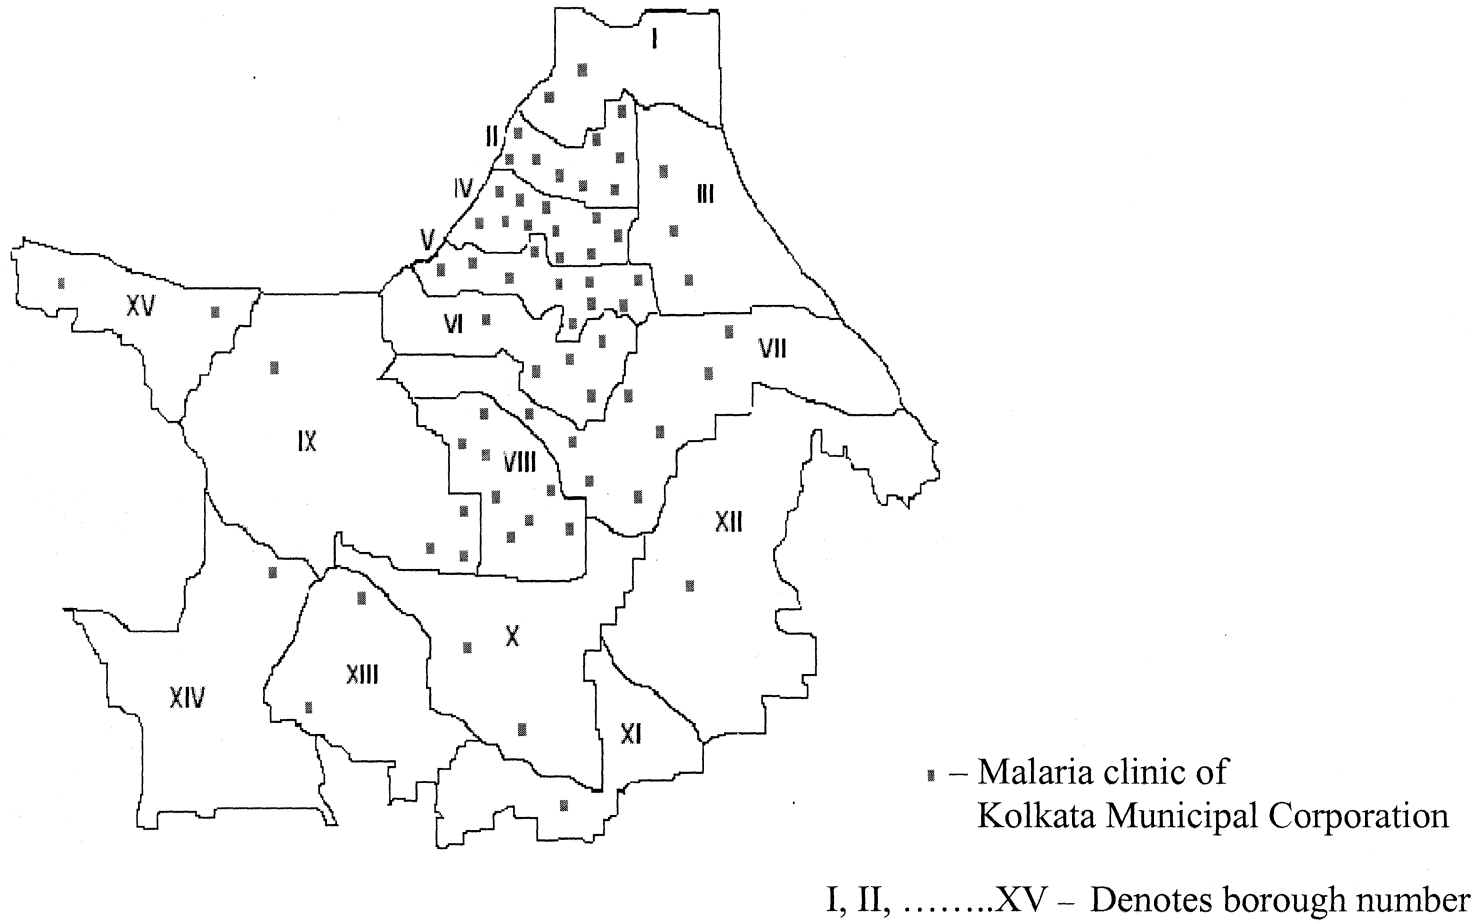 I
II
IV
III
V
XV
VI
VII
IX
VIII
XII
X
XIII
XIV
XI
– Malaria clinic of
Kolkata Municipal Corporation
I, II, ……..XV – Denotes borough number